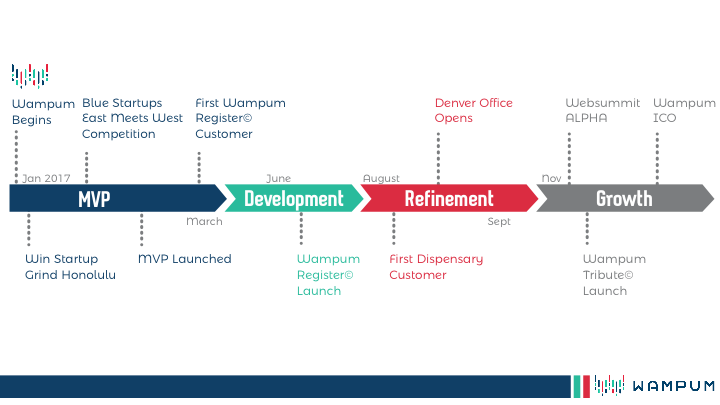 Wampum
Begins
Blue Startups
East Meets West
Competition
First Wampum
Register©
Customer
Denver Office
Opens
Websummit
ALPHA
Wampum
ICO
Jan 2017
June
August
Nov
MVP
Development
Refinement
Growth
March
Sept
Win Startup
Grind Honolulu
MVP Launched
Wampum
Register©
Launch
First Dispensary
Customer
Wampum
Tribute©
Launch
WAMPUM